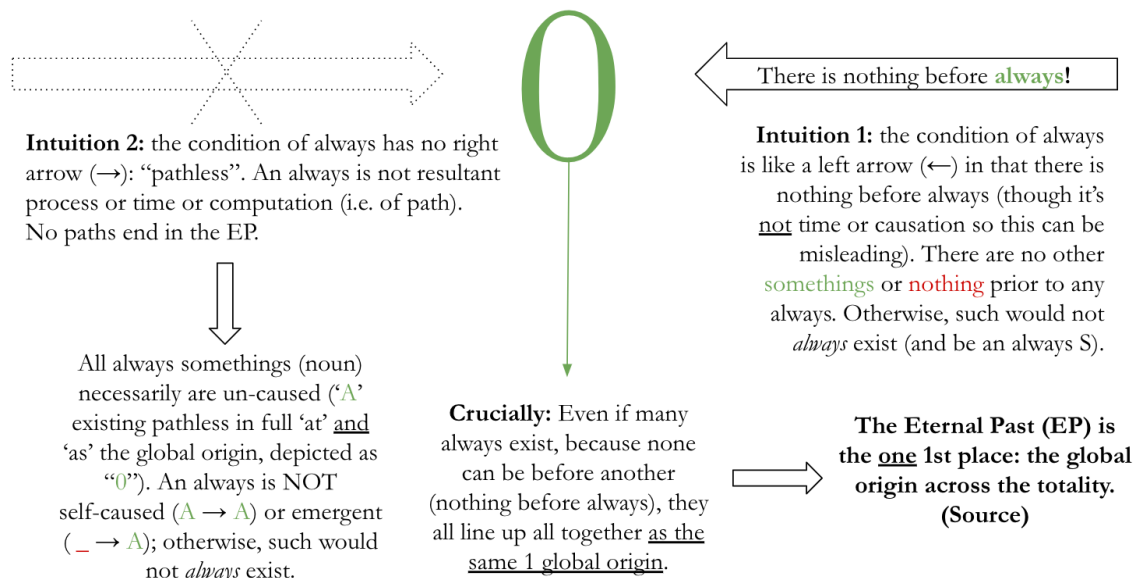 0
There is nothing before always!
Intuition 2: the condition of always has no right
arrow (→): “pathless”. An always is not resultant
process or time or computation (i.e. of path).
No paths end in the EP.
Intuition 1: the condition of always
is like a left arrow (←) in that there is
nothing before always (though it’s
not time or causation so this can be
misleading). There are no other
somethings or nothing prior to any
always. Otherwise, such would not
always exist (and be an always S).
All always somethings (noun)
necessarily are un-caused (‘A’
existing pathless in full ‘at’ and
‘as’ the global origin, depicted as
“0”). An always is NOT
self-caused (A → A) or emergent
( _ → A); otherwise, such would
not always exist.
Crucially: Even if many
always exist, because none
can be before another
(nothing before always), they
all line up all together as the
same 1 global origin.
The Eternal Past (EP) is
the one 1st place: the global
origin across the totality.
(Source)